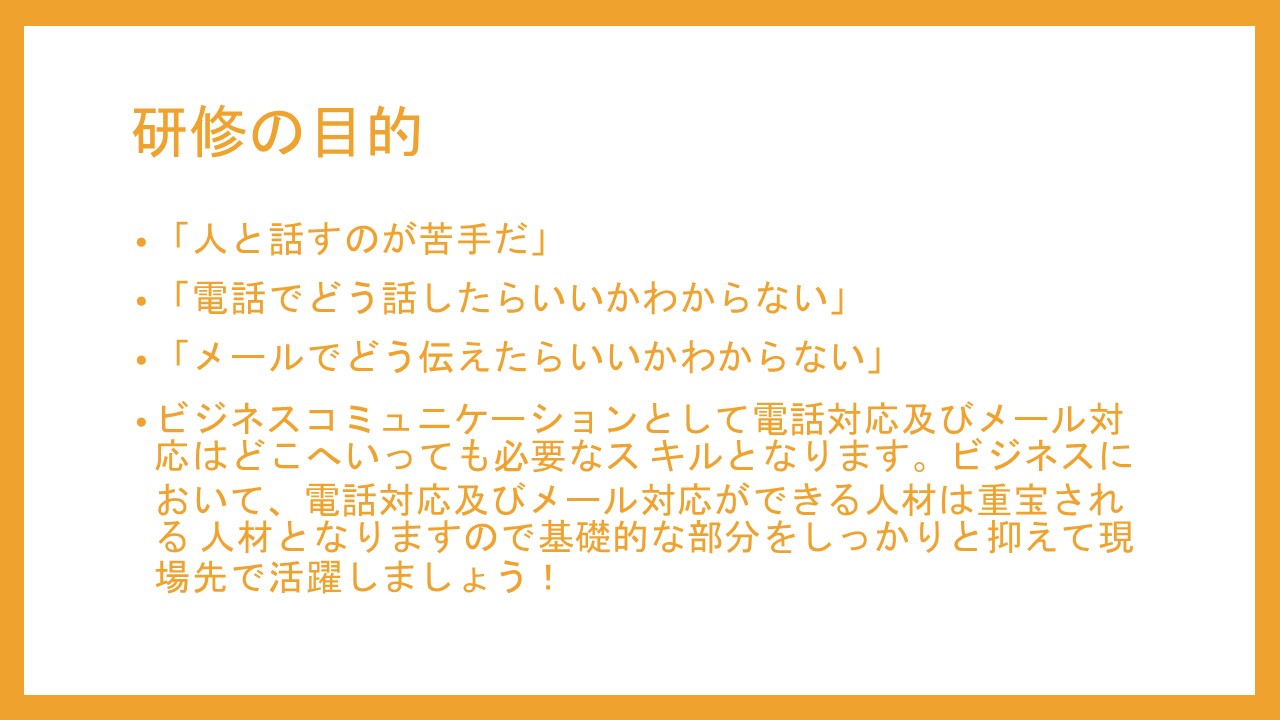 研修の目的
•「人と話すのが苦手だ」
•「電話でどう話したらいいかわからない」
•「メールでどう伝えたらいいかわからない」
•ビジネスコミュニケーションとして電話対応及びメール対
応はどこへいっても必要なス キルとなります。ビジネスに
おいて、電話対応及びメール対応ができる人材は重宝され
る 人材となりますので基礎的な部分をしっかりと抑えて現
場先で活躍しましょう！